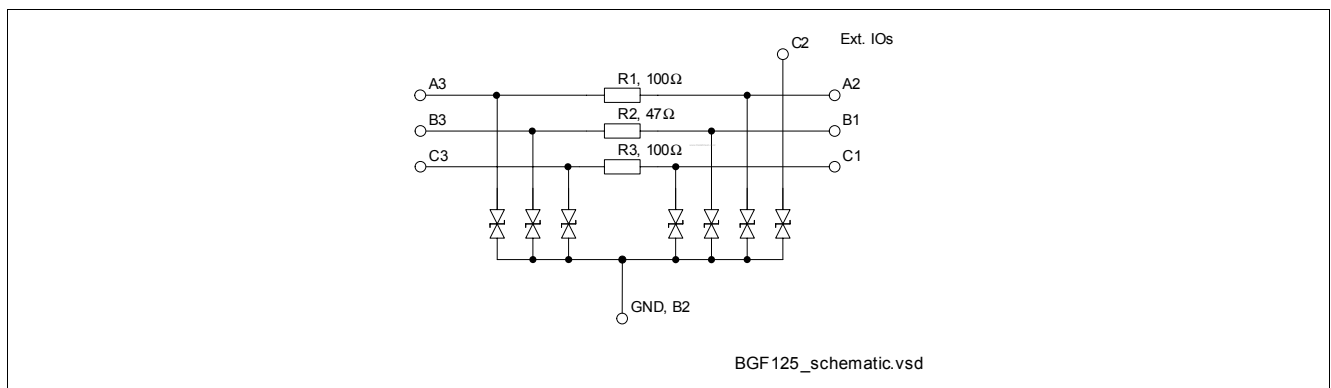 C2 Ext. IOs
A3 R1, 100Ω A2
B3 R2, 47Ω B1
C3 R3, 100Ω C1
GND, B2
BGF125_schematic.vsd